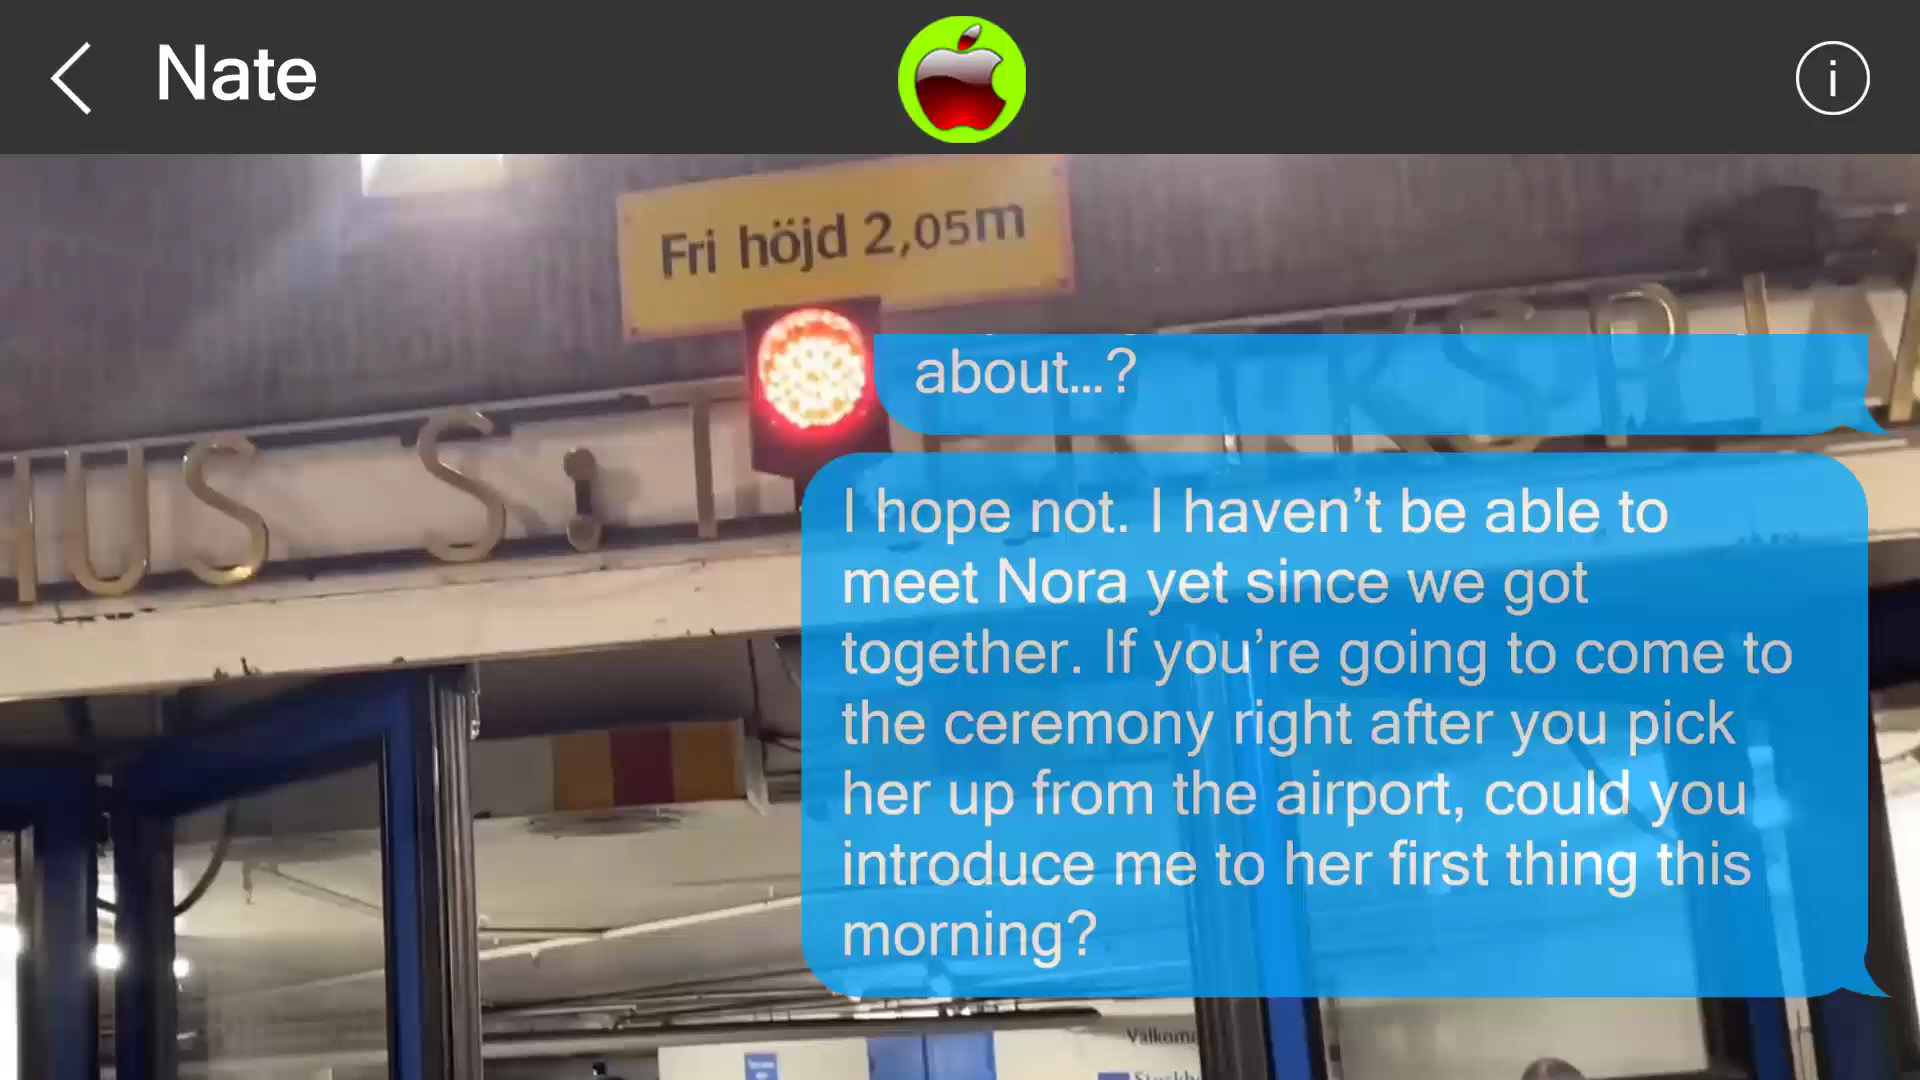 Nate
Fri höjd 2,05m
about...?
HUS S:T ERIKSPLA
I hope not. I haven’t be able to
meet Nora yet since we got
together. If you’re going to come to
the ceremony right after you pick
her up from the airport, could you
introduce me to her first thing this
morning?